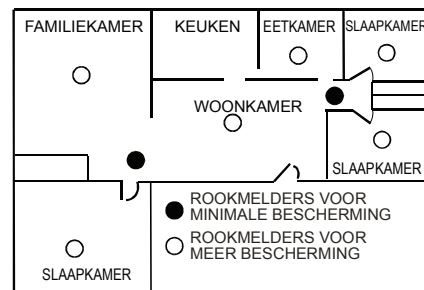 FAMILIEKAMER
KEUKEN
EETKAMER
SLAAPKAMER
WOONKAMER
SLAAPKAMER
ROOKMELDERS VOOR
MINIMALE BESCHERMING
ROOKMELDERS VOOR
MEER BESCHERMING
SLAAPKAMER